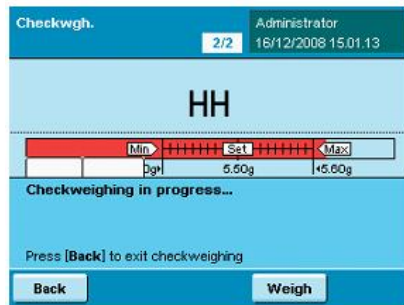 Checkwgh.
Administrator
2/2
16/12/2008 15.01.13
HH
Min Set Max
0g 5.50g 5.60g
Checkweighing in progress...
Press [Back] to exit checkweighing
Back Weigh